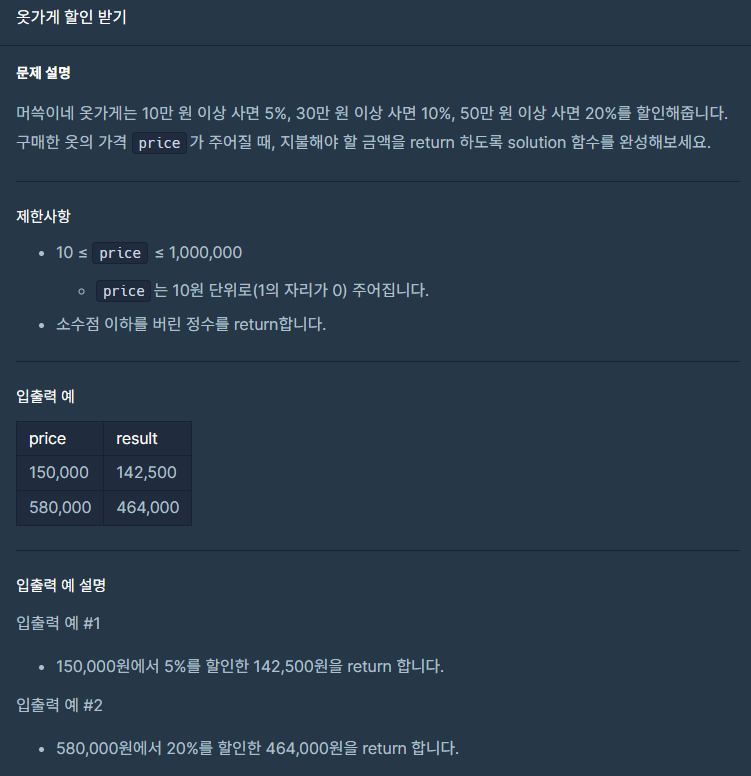 옷가게 할인 받기
문제 설명
머쓱이네 옷가게는 10만 원 이상 사면 5%, 30만 원 이상 사면 10%, 50만 원 이상 사면 20%를 할인해줍니다.
구매한 옷의 가격 price 가 주어질 때, 지불해야 할 금액을 return 하도록 solution 함수를 완성해보세요.
제한사항
• 10 ≤ price ≤ 1,000,000
◦ price 는 10원 단위로(1의 자리가 0) 주어집니다.
• 소수점 이하를 버린 정수를 return합니다.
입출력 예
price result
150,000 142,500
580,000 464,000
입출력 예 설명
입출력 예 #1
• 150,000원에서 5%를 할인한 142,500원을 return 합니다.
입출력 예 #2
• 580,000원에서 20%를 할인한 464,000원을 return 합니다.